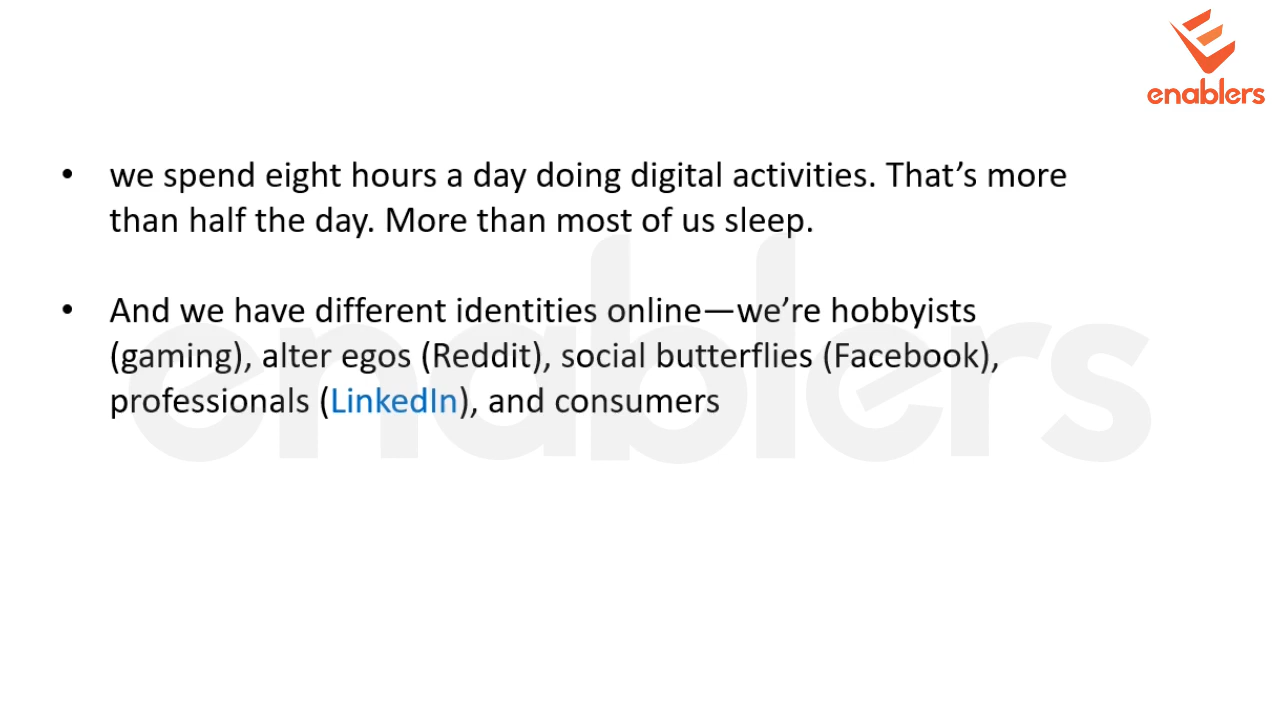 enablers
• we spend eight hours a day doing digital activities. That’s more
than half the day. More than most of us sleep.
• And we have different identities online—we’re hobbyists
(gaming), alter egos (Reddit), social butterflies (Facebook),
professionals (LinkedIn), and consumers
enablers